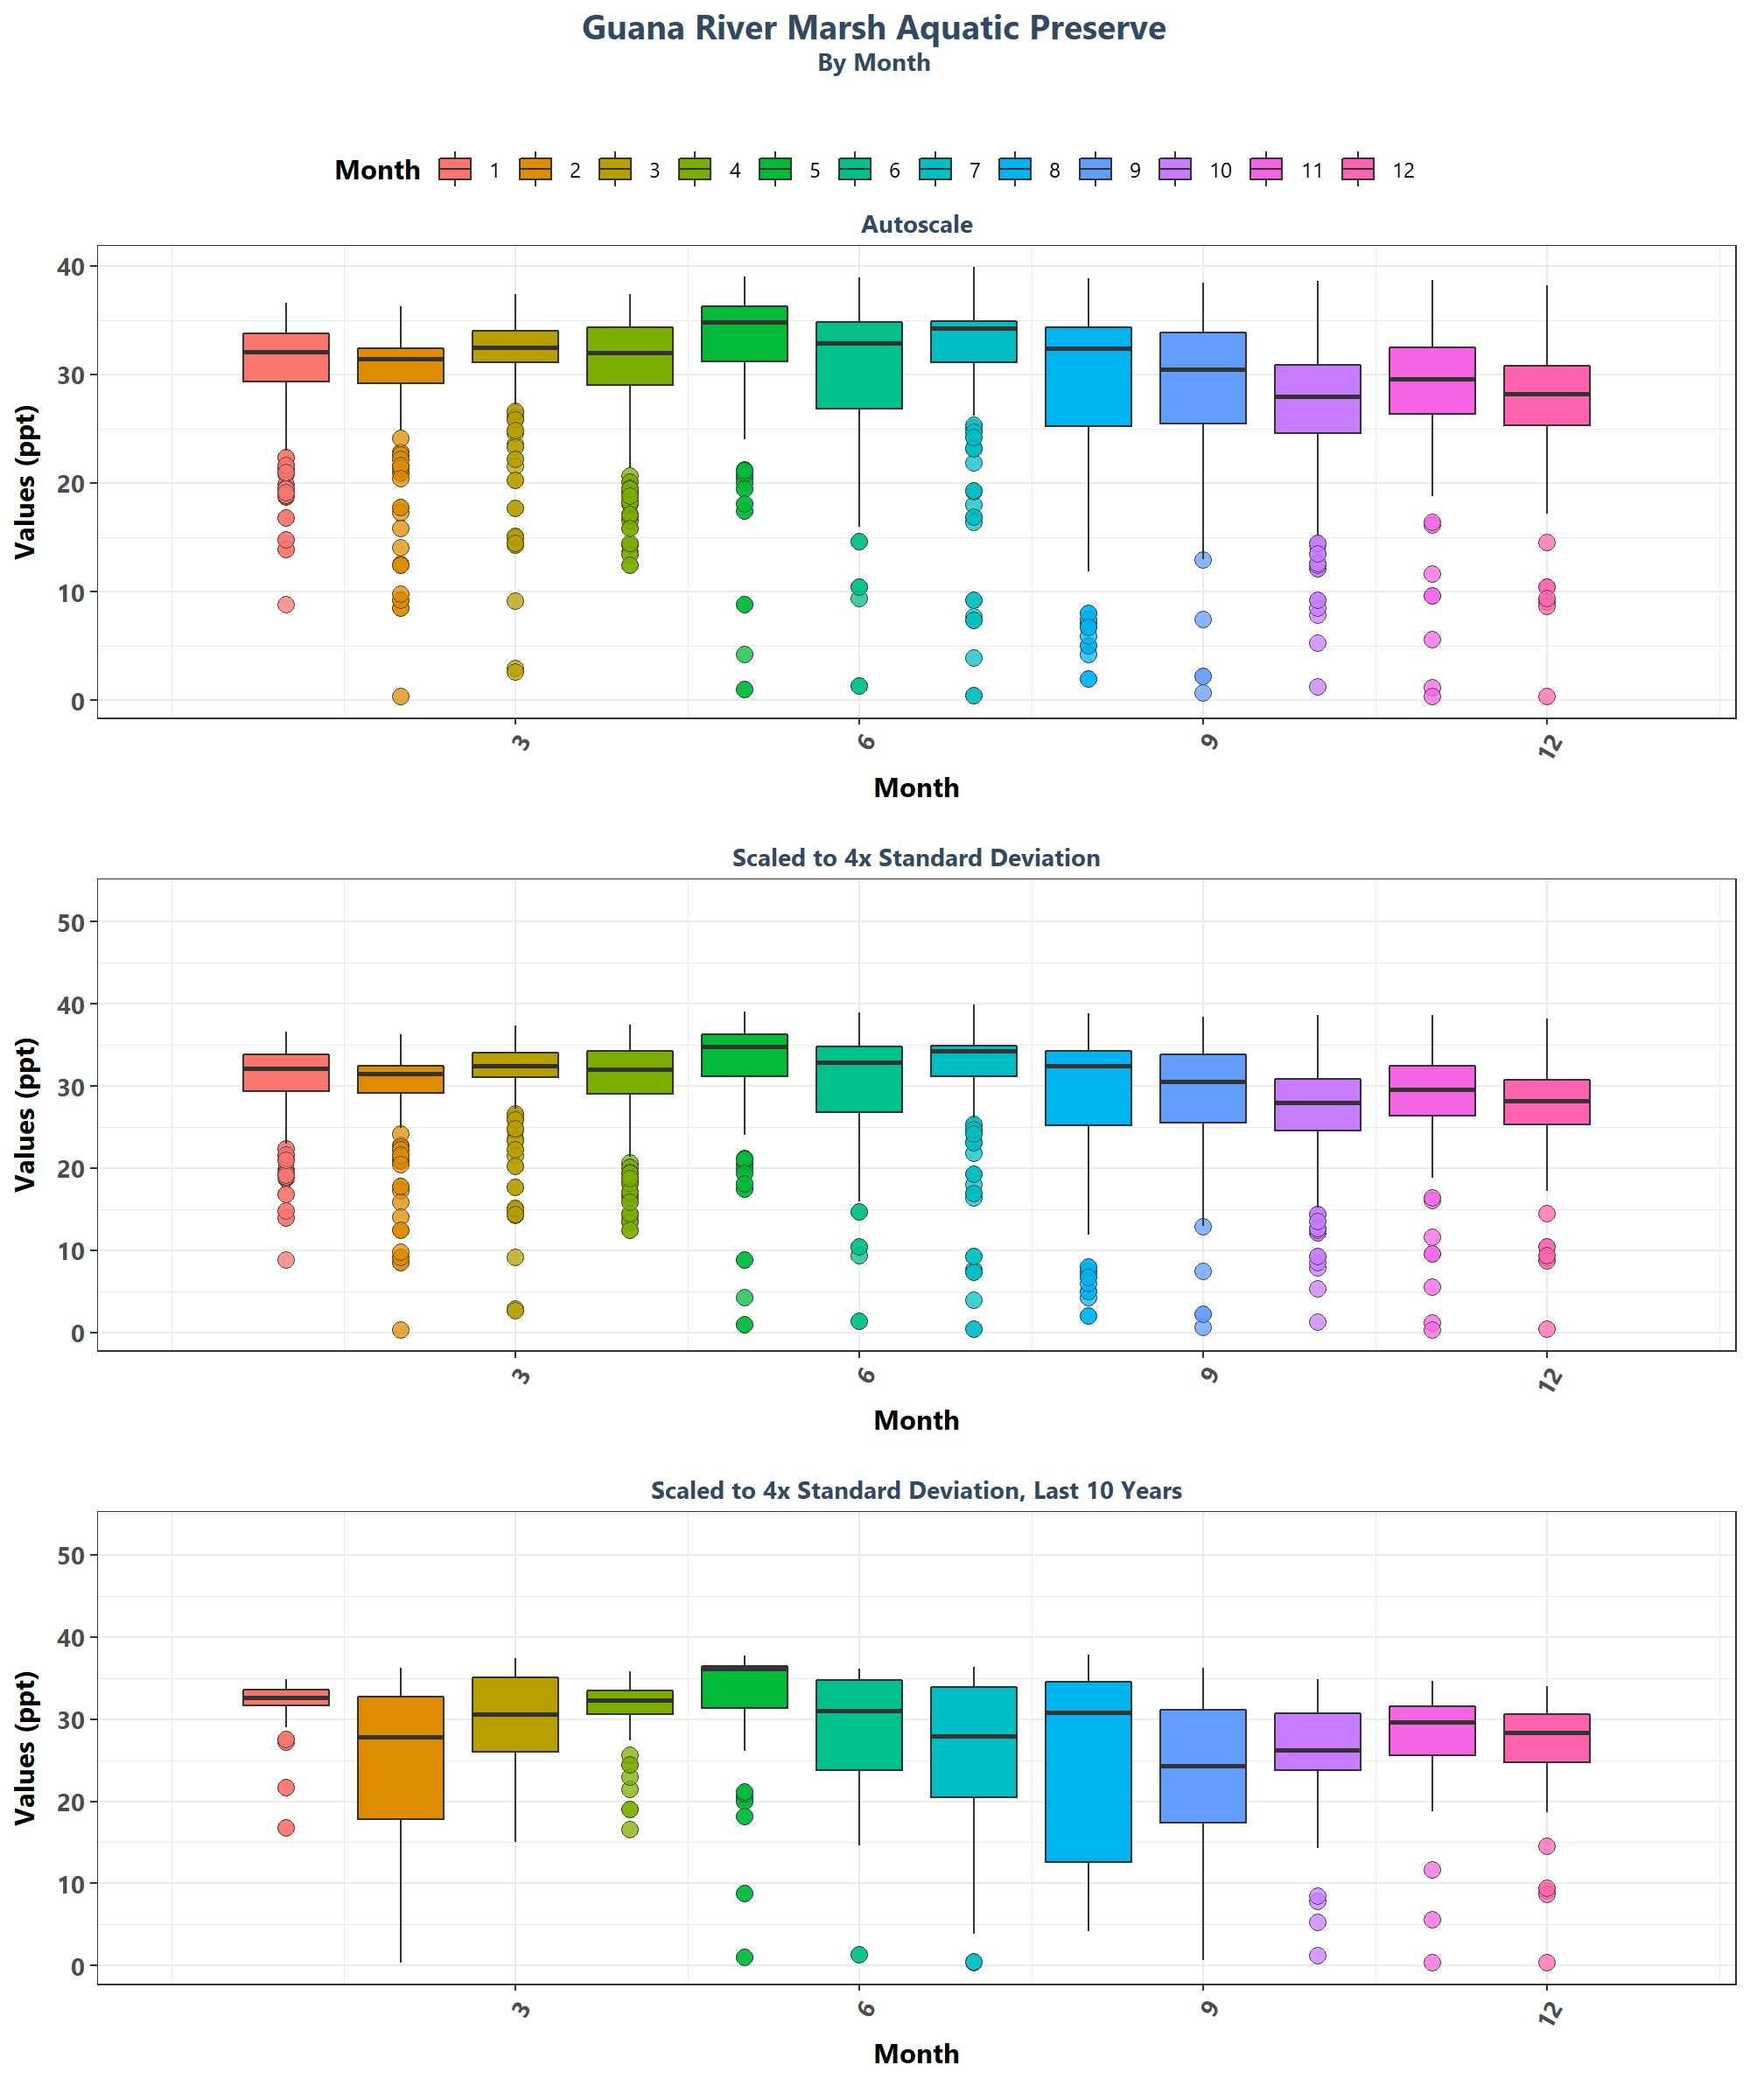 Guana River Marsh Aquatic Preserve
By Month
Month 1 2 3 4 5 6 7 8 9 10 11 12
Autoscale
Values (ppt)
40
30
20
10
0
3 6 9 12
Month
Scaled to 4x Standard Deviation
Values (ppt)
50
40
30
20
10
0
3 6 9 12
Month
Scaled to 4x Standard Deviation, Last 10 Years
Values (ppt)
50
40
30
20
10
0
3 6 9 12
Month